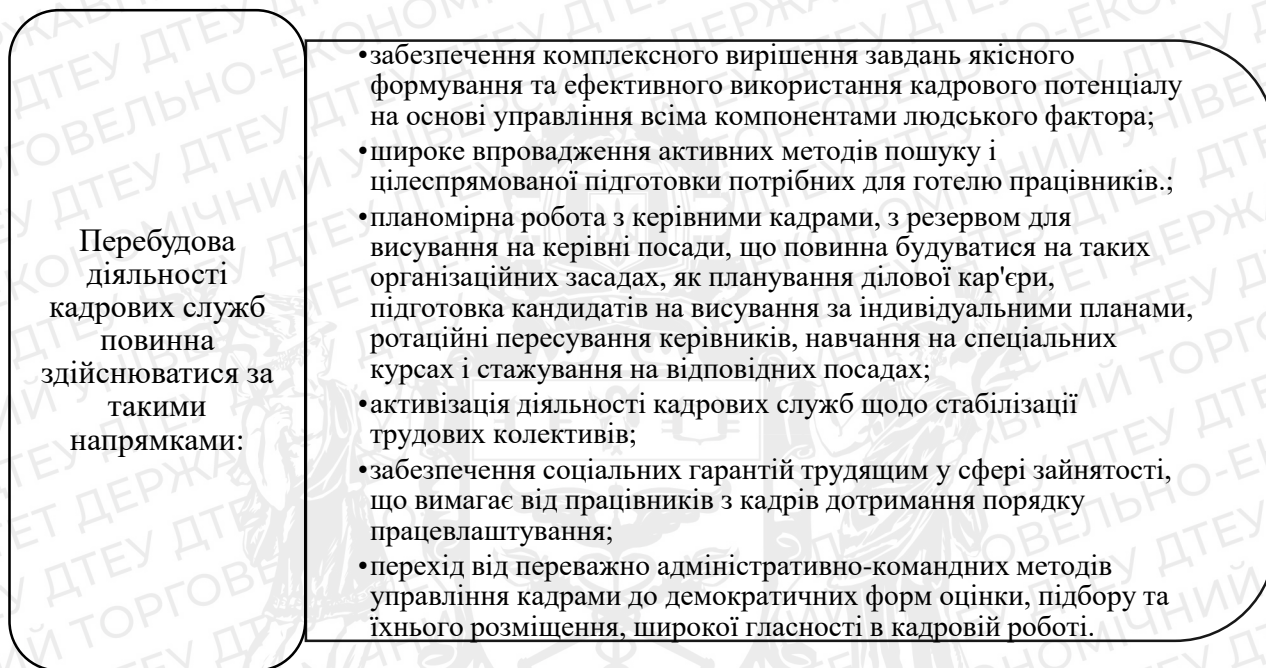 Перебудова
діяльності
кадрових служб
повинна
здійснюватися за
такими
напрямками:
•забезпечення комплексного вирішення завдань якісного
формування та ефективного використання кадрового потенціалу
на основі управління всіма компонентами людського фактора;
•широке впровадження активних методів пошуку і
цілеспрямованої підготовки потрібних для готелю працівників.;
•планомірна робота з керівними кадрами, з резервом для
висування на керівні посади, що повинна будуватися на таких
організаційних засадах, як планування ділової кар'єри,
підготовка кандидатів на висування за індивідуальними планами,
ротаційні пересування керівників, навчання на спеціальних
курсах і стажування на відповідних посадах;
•активізація діяльності кадрових служб щодо стабілізації
трудових колективів;
•забезпечення соціальних гарантій трудящим у сфері зайнятості,
що вимагає від працівників з кадрів дотримання порядку
працевлаштування;
•перехід від переважно адміністративно-командних методів
управління кадрами до демократичних форм оцінки, підбору та
їхнього розміщення, широкої гласності в кадровій роботі.